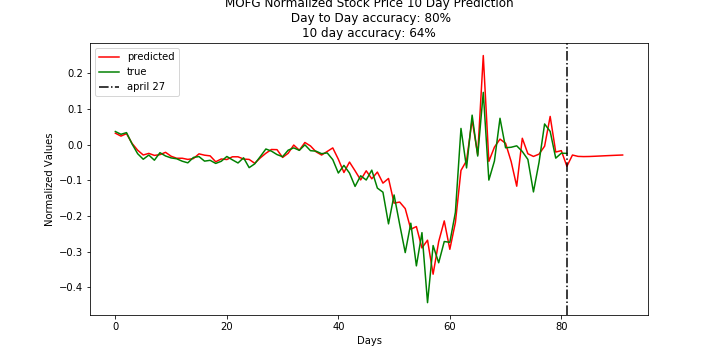 MOFG Normalized Stock Price 10 Day Prediction
Day to Day accuracy: 80%
10 day accuracy: 64%
predicted
true
april 27
Normalized Values
0.2
0.1
0.0
−0.1
−0.2
−0.3
−0.4
0
20
40
60
80
Days